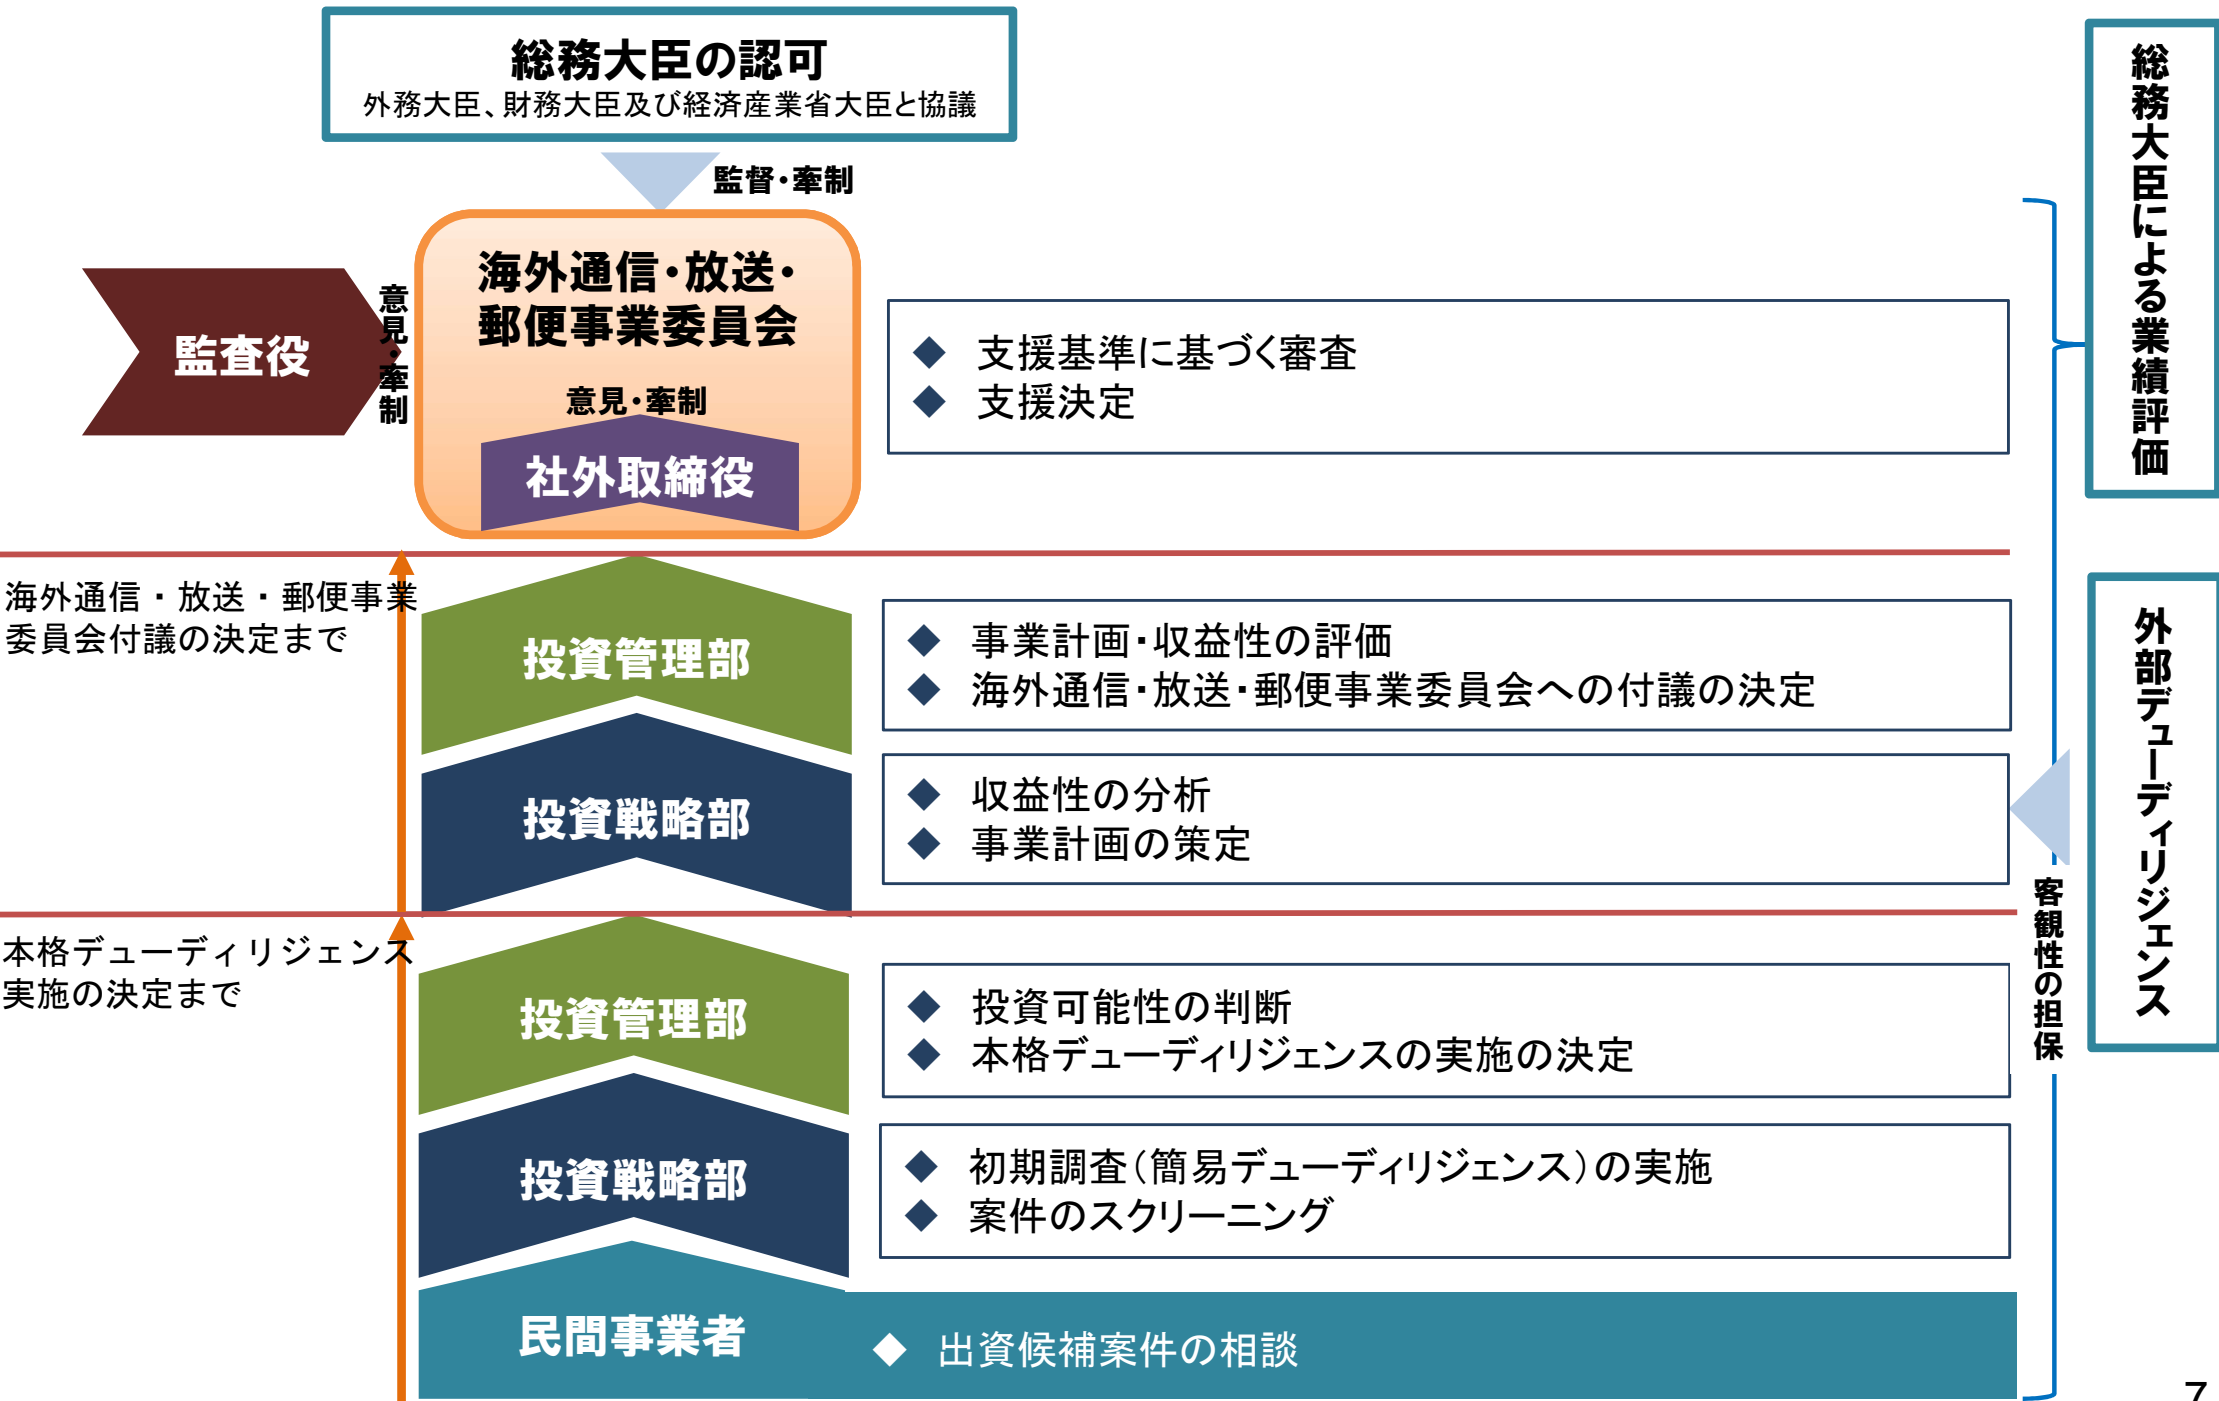 総務大臣の認可
外務大臣、財務大臣及び経済産業省大臣と協議
監督・牽制
海外通信・放送・
郵便事業委員会
意見・牽制
社外取締役
監査役
意見・牽制
◆ 支援基準に基づく審査
◆ 支援決定
総務大臣による業績評価
海外通信・放送・郵便事業
委員会付議の決定まで
投資管理部
◆ 事業計画・収益性の評価
◆ 海外通信・放送・郵便事業委員会への付議の決定
投資戦略部
◆ 収益性の分析
◆ 事業計画の策定
外部デューディリジェンス
客観性の担保
本格デューディリジェンス
実施の決定まで
投資管理部
◆ 投資可能性の判断
◆ 本格デューディリジェンスの実施の決定
投資戦略部
◆ 初期調査(簡易デューディリジェンス)の実施
◆ 案件のスクリーニング
民間事業者
◆ 出資候補案件の相談
7